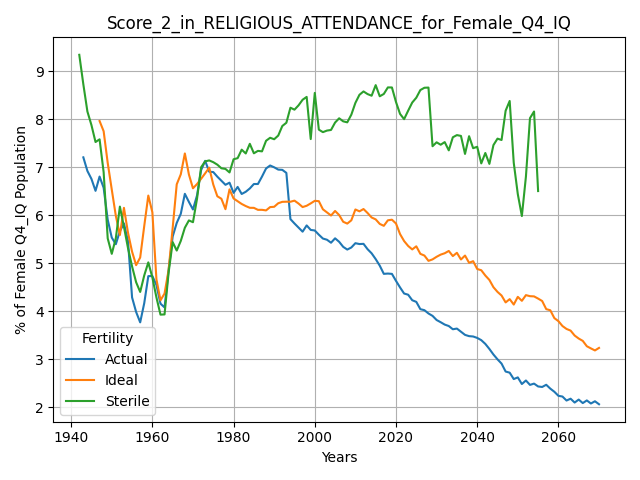 Score_2_in_RELIGIOUS_ATTENDANCE_for_Female_Q4_IQ
% of Female Q4_IQ Population
9
8
7
6
5
4
3
2
Fertility
Actual
Ideal
Sterile
1940 1960 1980 2000 2020 2040 2060
Years